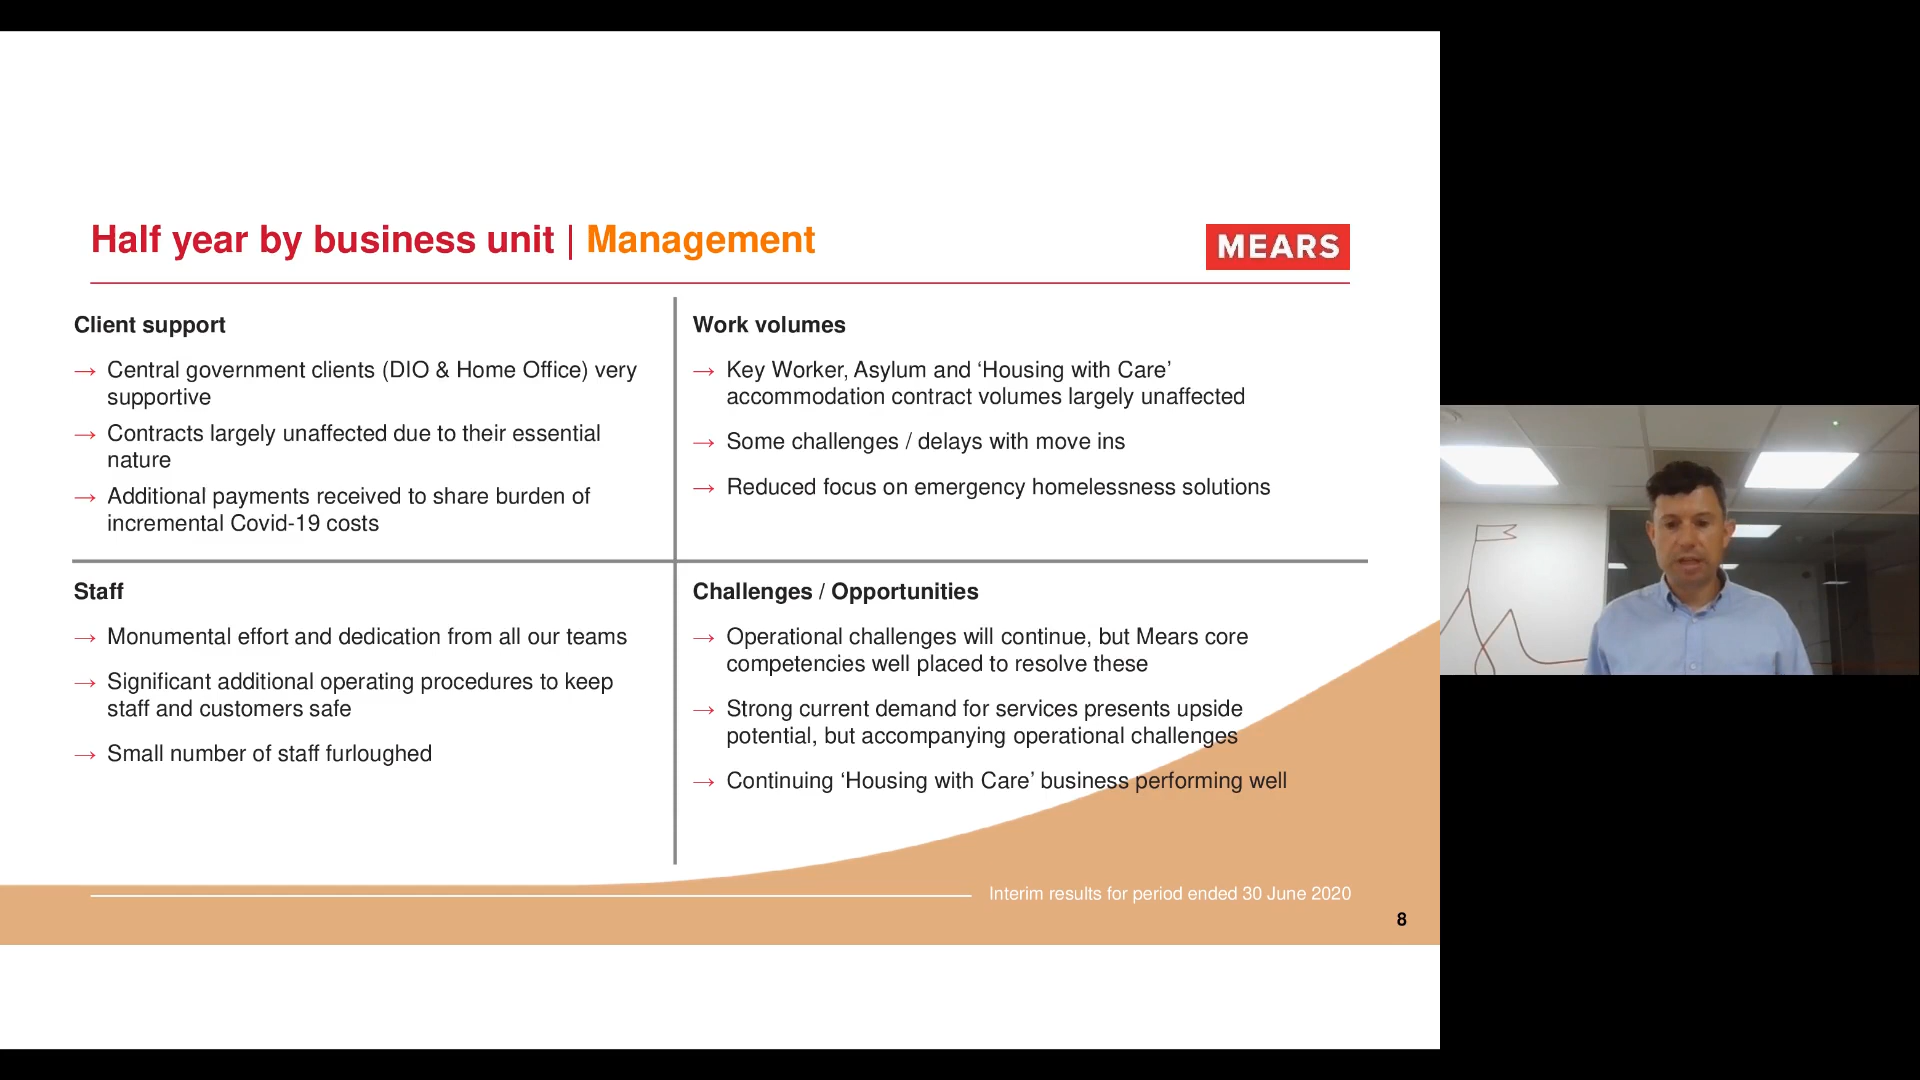 Half year by business unit | Management
MEARS
Client support
→ Central government clients (DIO & Home Office) very
supportive
→ Contracts largely unaffected due to their essential
nature
→ Additional payments received to share burden of
incremental Covid-19 costs
Work volumes
→ Key Worker, Asylum and ‘Housing with Care’
accommodation contract volumes largely unaffected
→ Some challenges / delays with move ins
→ Reduced focus on emergency homelessness solutions
Staff
→ Monumental effort and dedication from all our teams
→ Significant additional operating procedures to keep
staff and customers safe
→ Small number of staff furloughed
Challenges / Opportunities
→ Operational challenges will continue, but Mears core
competencies well placed to resolve these
→ Strong current demand for services presents upside
potential, but accompanying operational challenges
→ Continuing ‘Housing with Care’ business performing well
Interim results for period ended 30 June 2020
8